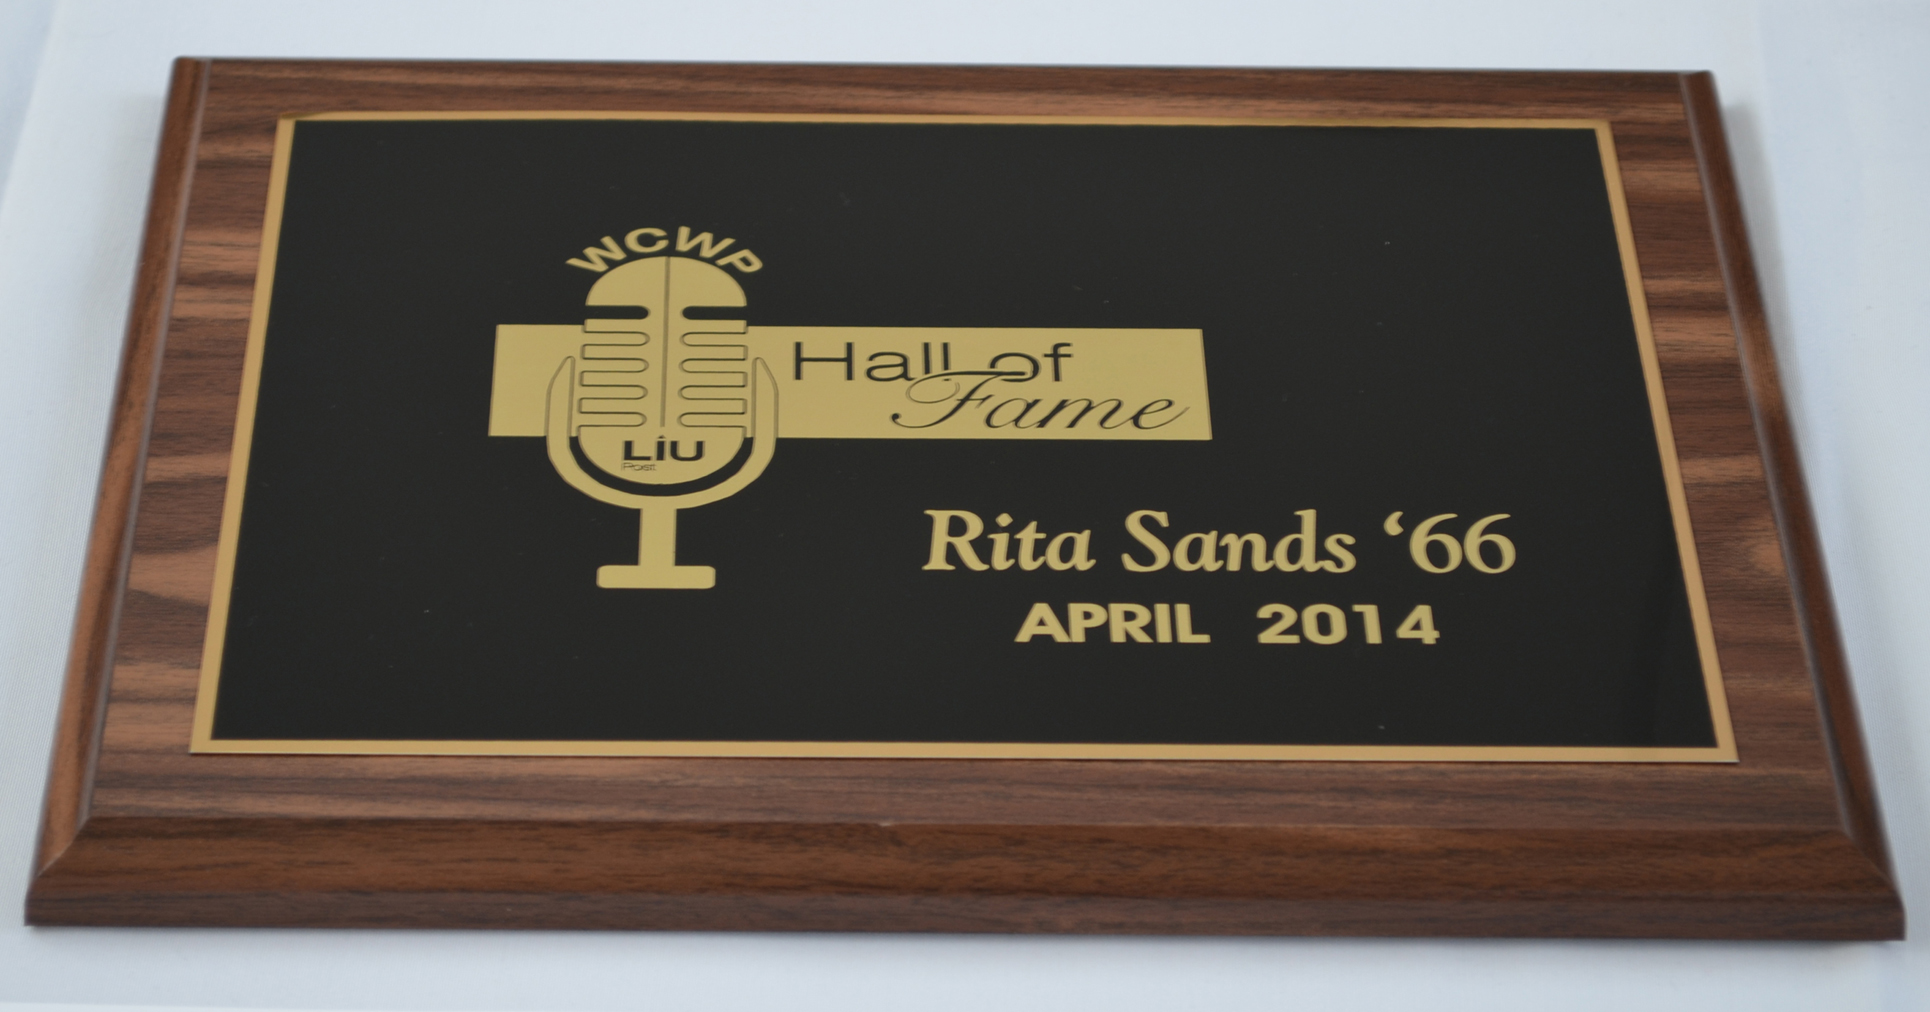 WCWP
Hall of
Fame
LiU
Post
Rita Sands ‘66
APRIL 2014